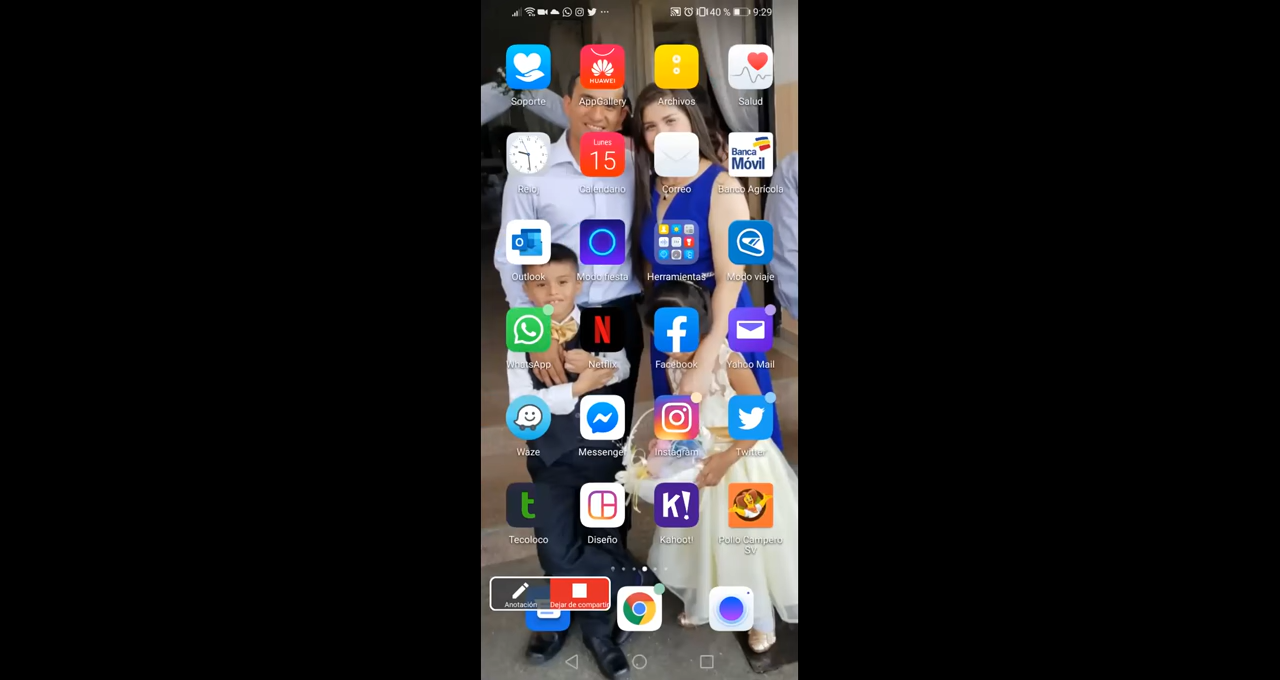 40 % 9:29
HUAWEI
Soporte AppGallery Archivos Salud
Lunes
15
Banca
Móvil
Reloj Calendario Correo Banco Agrícola
Outlook Modo fiesta Herramientas Modo viaje
N
WhatsApp Netflix Facebook Yahoo Mail
Waze Messenger Instagram Twitter
t K!
Tecoloco Diseño Kahoot! Pollo Campero
SV
Anotación Dejar de compartir